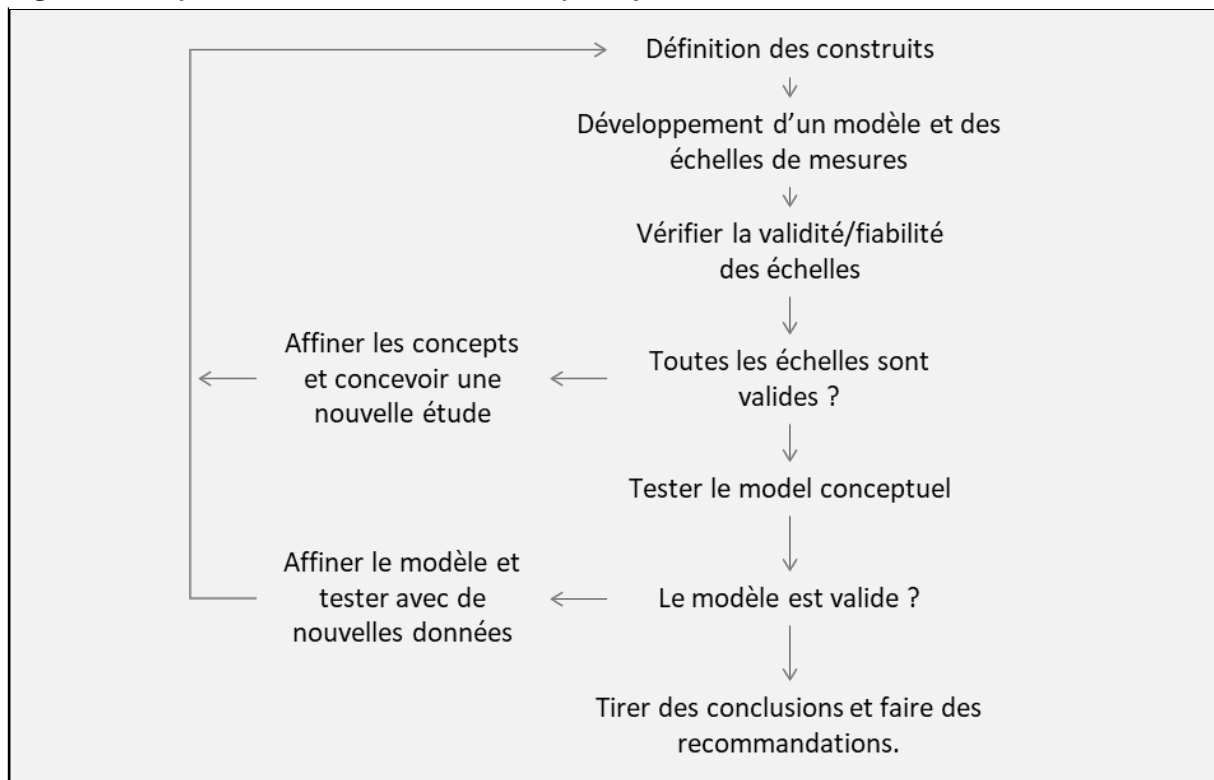 Définition des construits
Développement d'un modèle et des
échelles de mesures
Vérifier la validité/fiabilité
des échelles
Toutes les échelles sont
valides ?
Affiner les concepts
et concevoir une
nouvelle étude
Tester le model conceptuel
Le modèle est valide ?
Affiner le modèle et
tester avec de
nouvelles données
Tirer des conclusions et faire des
recommandations.